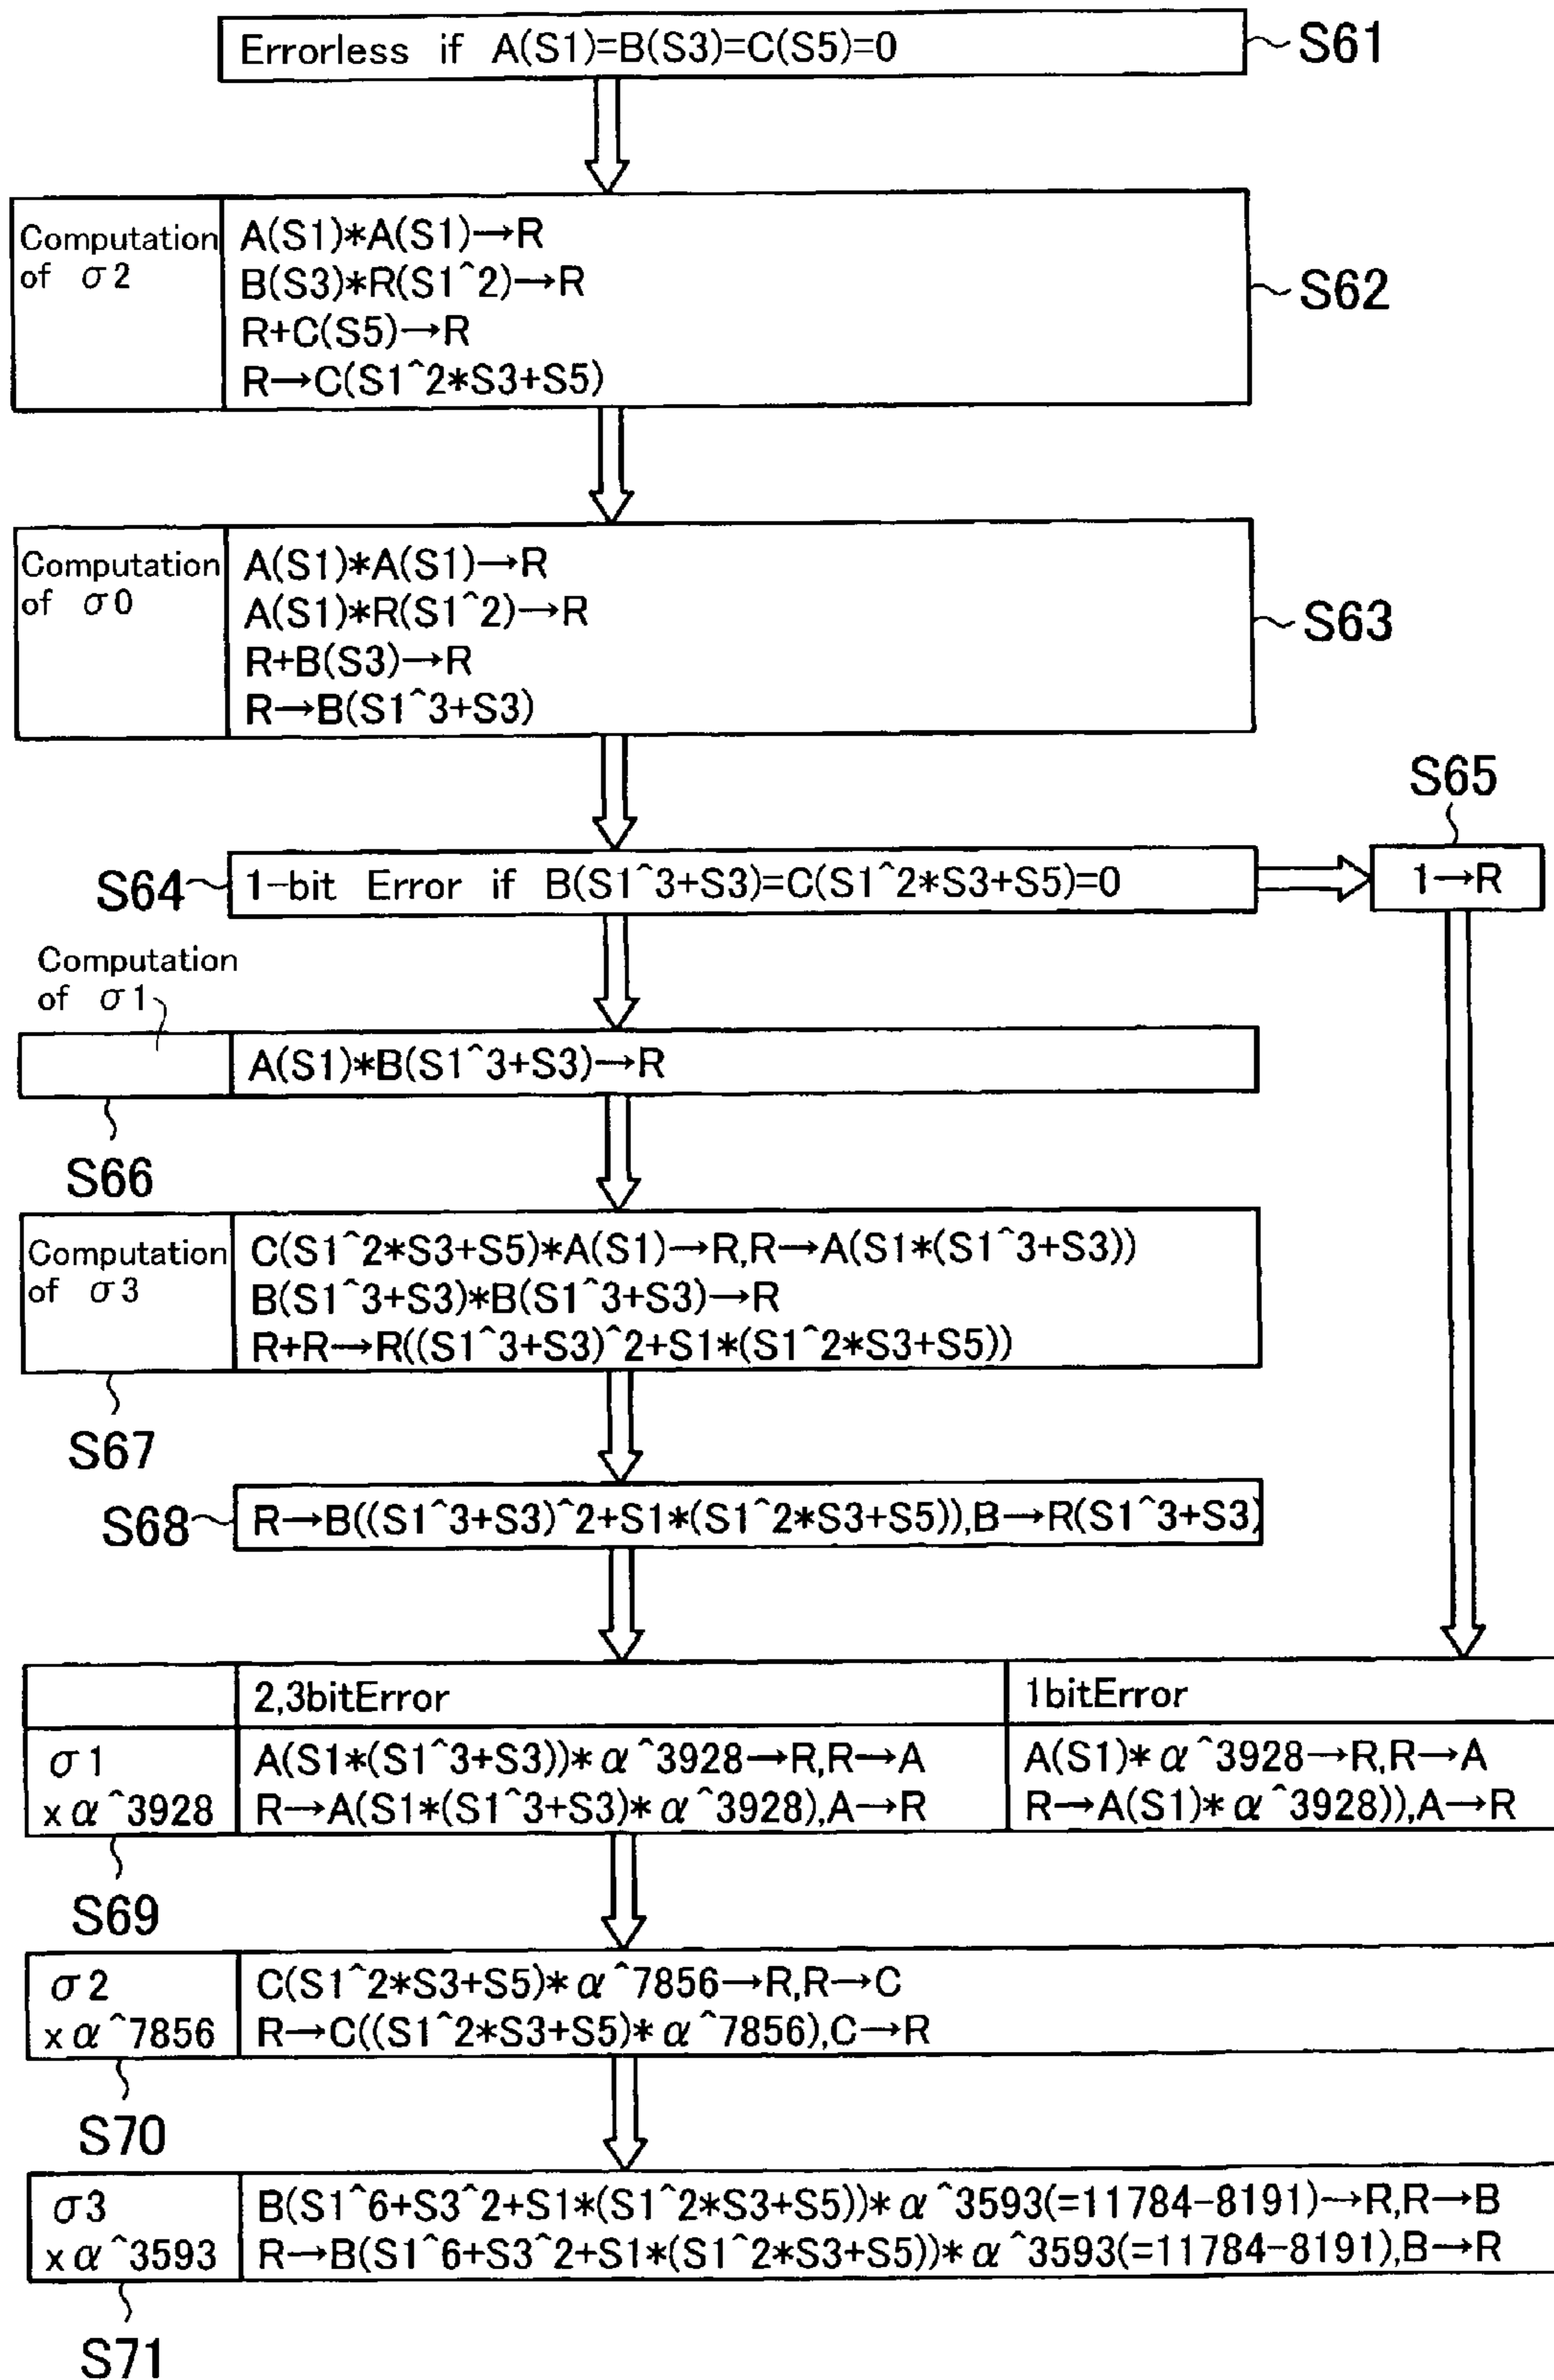 Errorless if A(S1)=B(S3)=C(S5)=0
S61
Computation
of σ2
A(S1)*A(S1)→R
B(S3)*R(S1^2)→R
R+C(S5)→R
R→C(S1^2*S3+S5)
S62
Computation
of σ0
A(S1)*A(S1)→R
A(S1)*R(S1^2)→R
R+B(S3)→R
R→B(S1^3+S3)
S63
S65
S64
1-bit Error if B(S1^3+S3)=C(S1^2*S3+S5)=0
1→R
Computation
of σ1
A(S1)*B(S1^3+S3)→R
S66
Computation
of σ3
C(S1^2*S3+S5)*A(S1)→R,R→A(S1*(S1^3+S3))
B(S1^3+S3)*B(S1^3+S3)→R
R+R→R((S1^3+S3)^2+S1*(S1^2*S3+S5))
S67
S68
R→B((S1^3+S3)^2+S1*(S1^2*S3+S5)),B→R(S1^3+S3)
2,3bitError
1bitError
σ1
xα^3928
A(S1*(S1^3+S3))*α^3928→R,R→A
R→A(S1*(S1^3+S3)*α^3928),A→R
A(S1)*α^3928→R,R→A
R→A(S1)*α^3928)),A→R
S69
σ2
xα^7856
C(S1^2*S3+S5)*α^7856→R,R→C
R→C((S1^2*S3+S5)*α^7856),C→R
S70
σ3
xα^3593
B(S1^6+S3^2+S1*(S1^2*S3+S5))*α^3593(=11784-8191)→R,R→B
R→B(S1^6+S3^2+S1*(S1^2*S3+S5))*α^3593(=11784-8191),B→R
S71